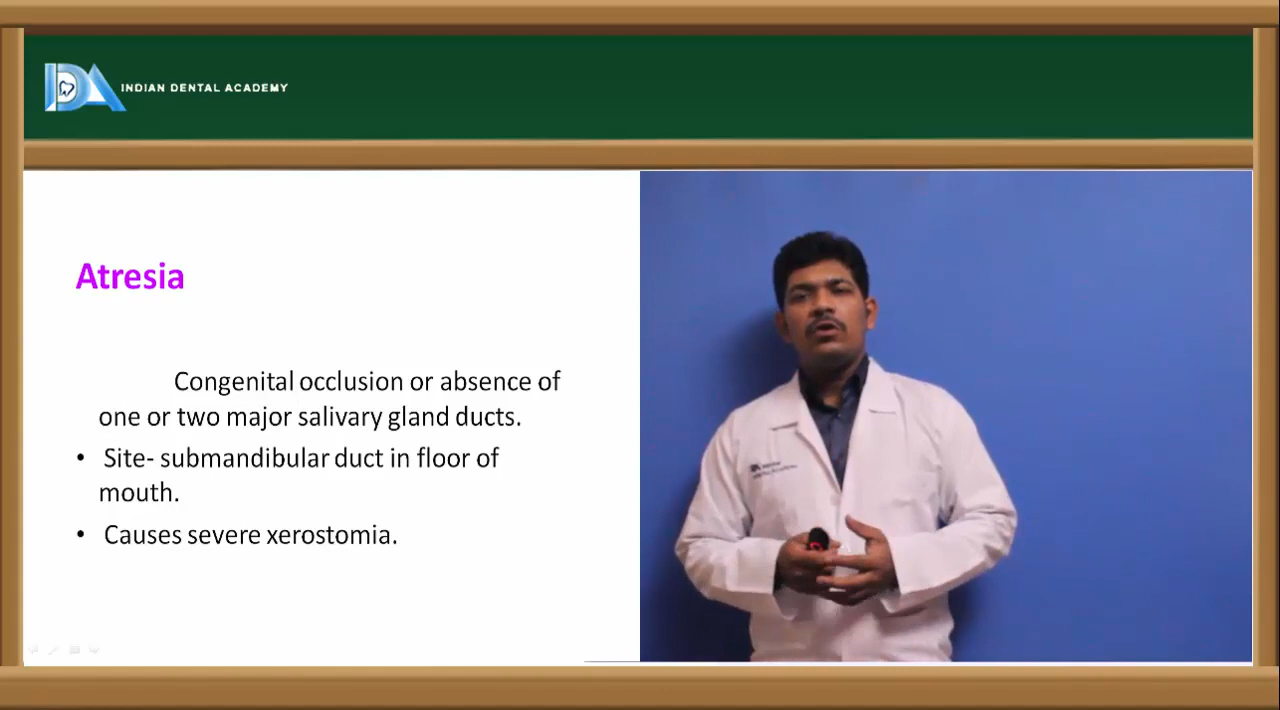 INDIAN DENTAL ACADEMY
Atresia
Congenital occlusion or absence of
one or two major salivary gland ducts.
• Site- submandibular duct in floor of
mouth.
• Causes severe xerostomia.